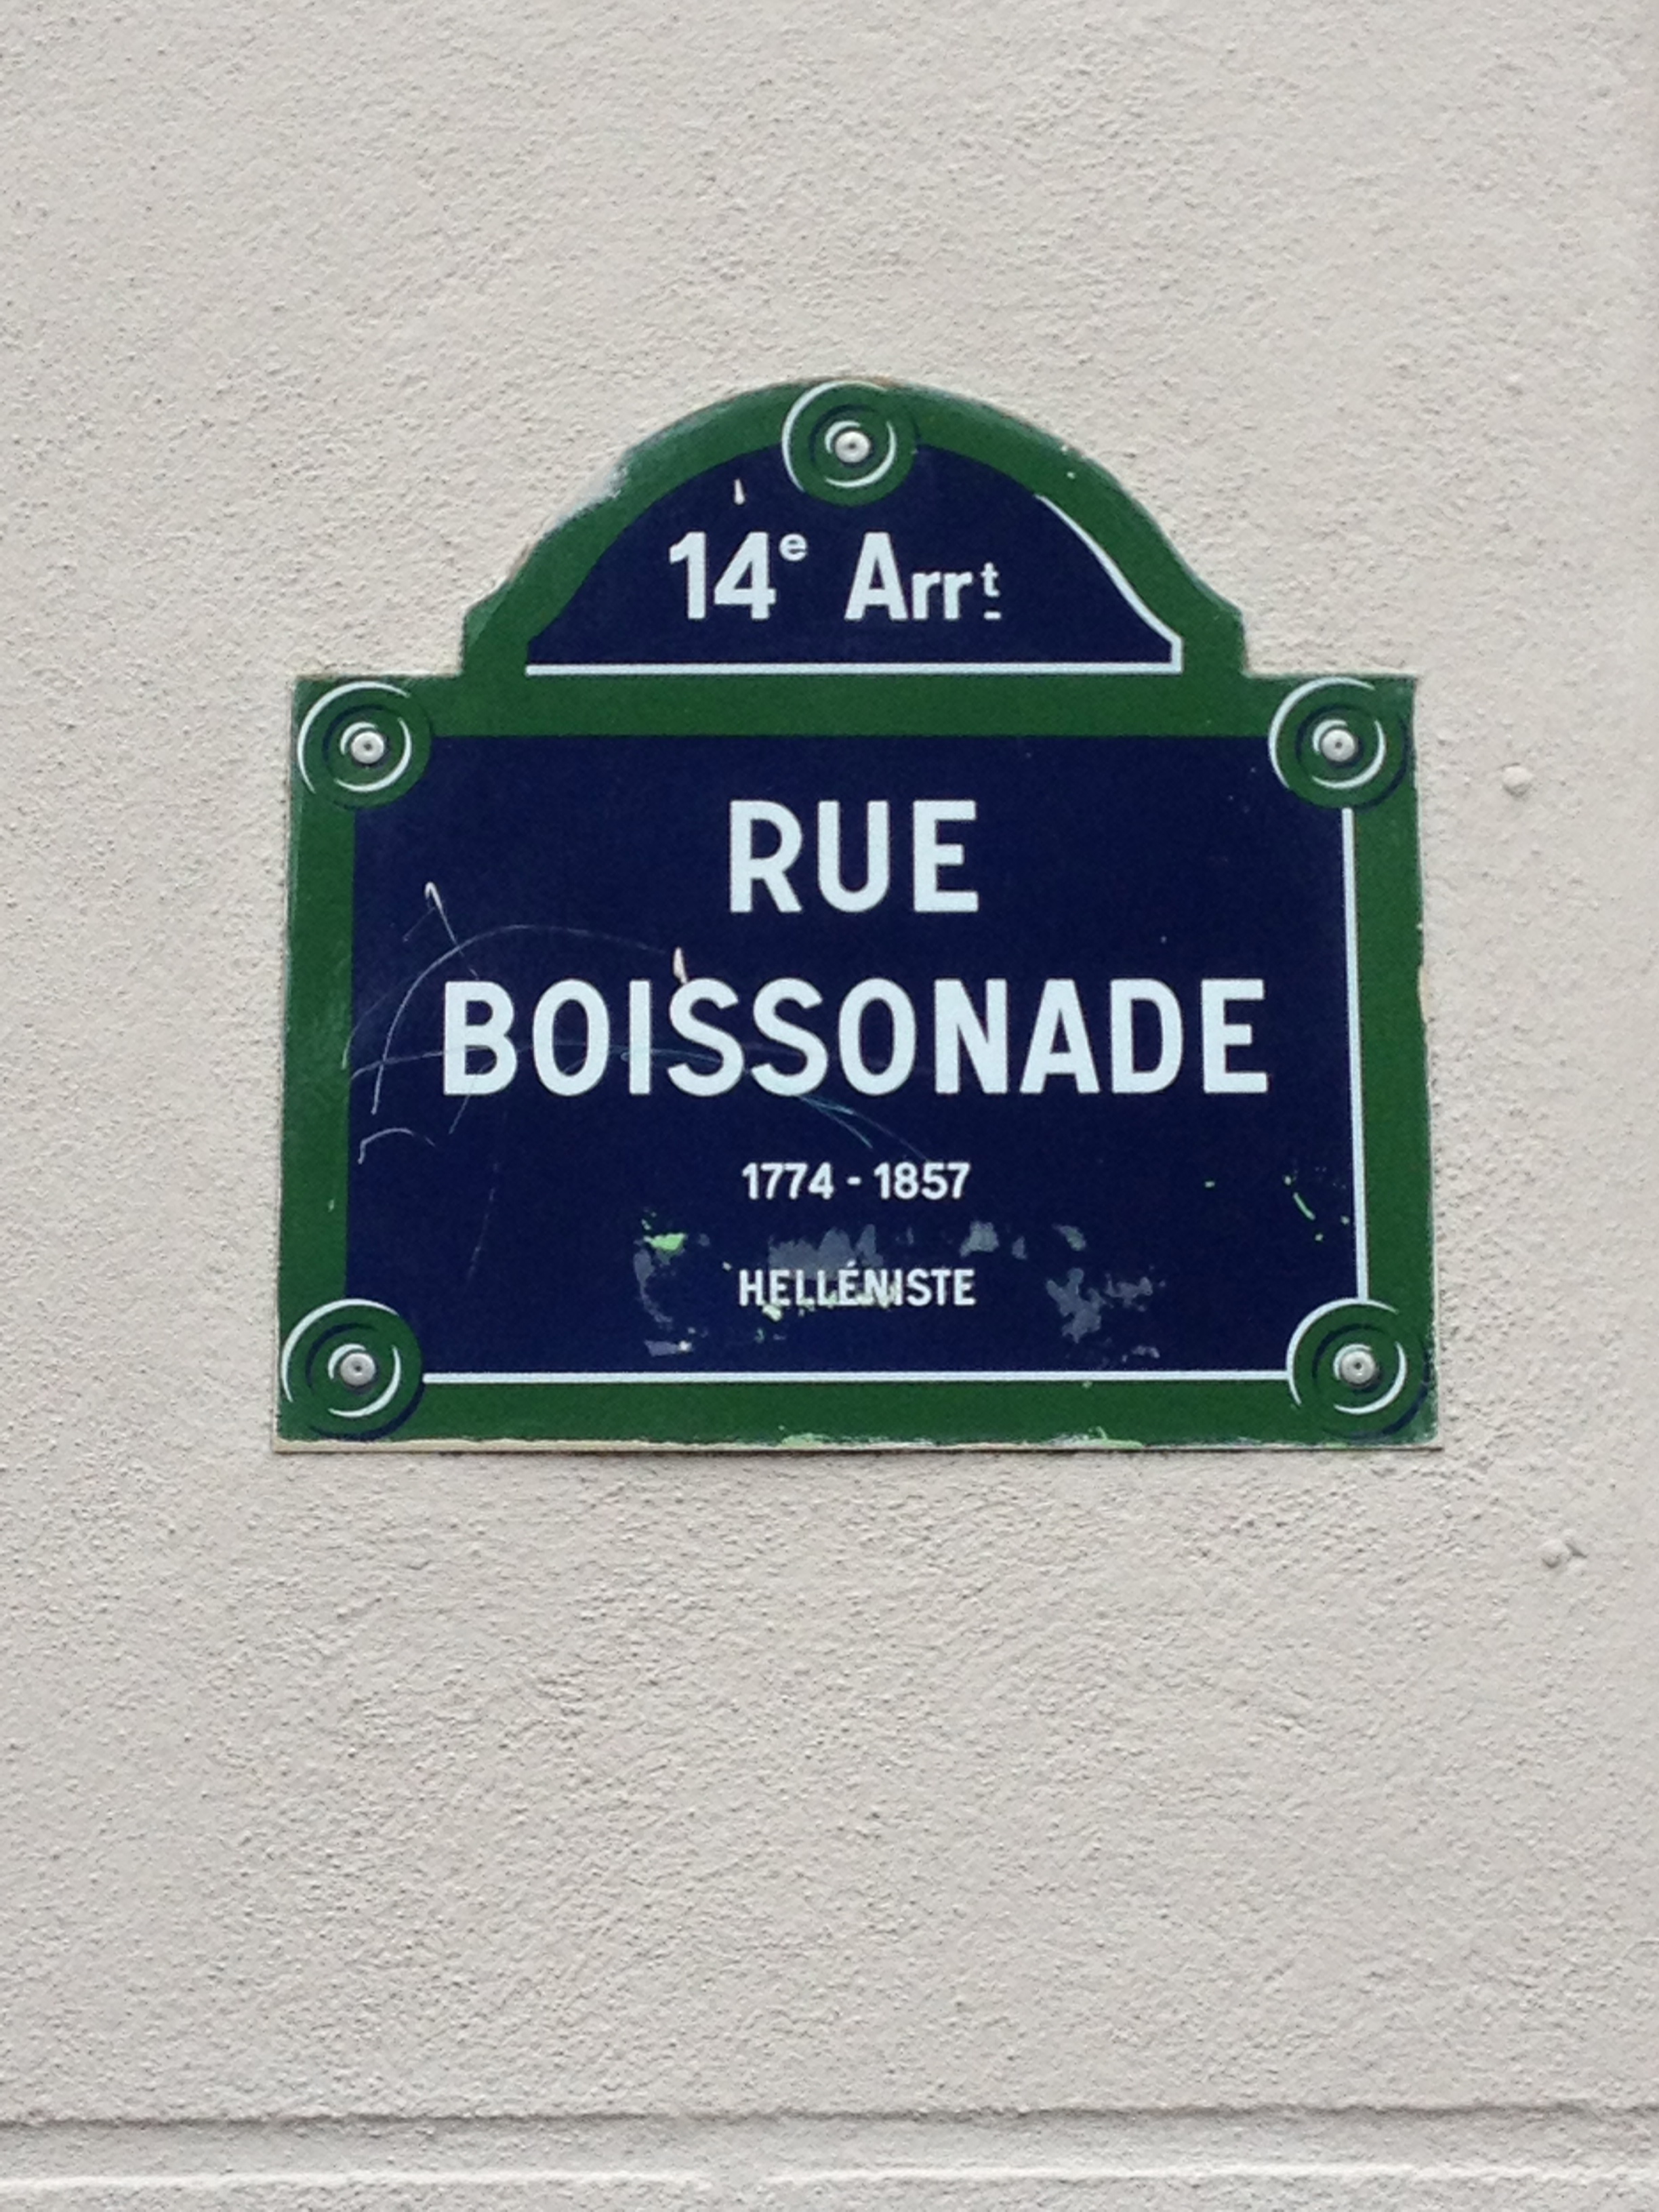 14e Arrt
RUE
BOISSONADE
1774 - 1857
HELLÉNISTE